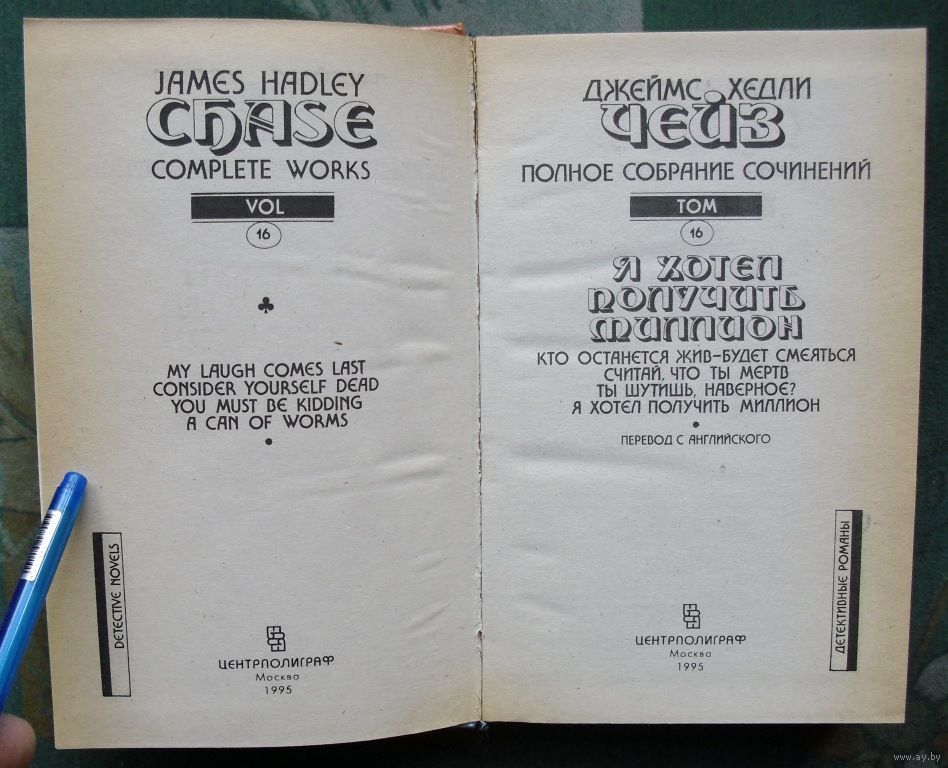 JAMES HADLEY
CHASE
COMPLETE WORKS
VOL
16
MY LAUGH COMES LAST
CONSIDER YOURSELF DEAD
YOU MUST BE KIDDING
A CAN OF WORMS
DETECTIVE NOVELS
ЦЕНТРПОЛИГРАФ
Москва
1995
ДЖЕЙМС ХЕДЛИ
ЧЕЙЗ
ПОЛНОЕ СОБРАНИЕ СОЧИНЕНИЙ
ТОМ
16
Я ХОТЕЛ
ПОЛУЧИТЬ
МИЛЛИОН
КТО ОСТАНЕТСЯ ЖИВ-БУДЕТ СМЕЯТЬСЯ
СЧИТАЙ, ЧТО ТЫ МЕРТВ
ТЫ ШУТИШЬ, НАВЕРНОЕ?
Я ХОТЕЛ ПОЛУЧИТЬ МИЛЛИОН
ПЕРЕВОД С АНГЛИЙСКОГО
ДЕТЕКТИВНЫЕ РОМАНЫ
ЦЕНТРПОЛИГРАФ
Москва
1995
www.ay.by